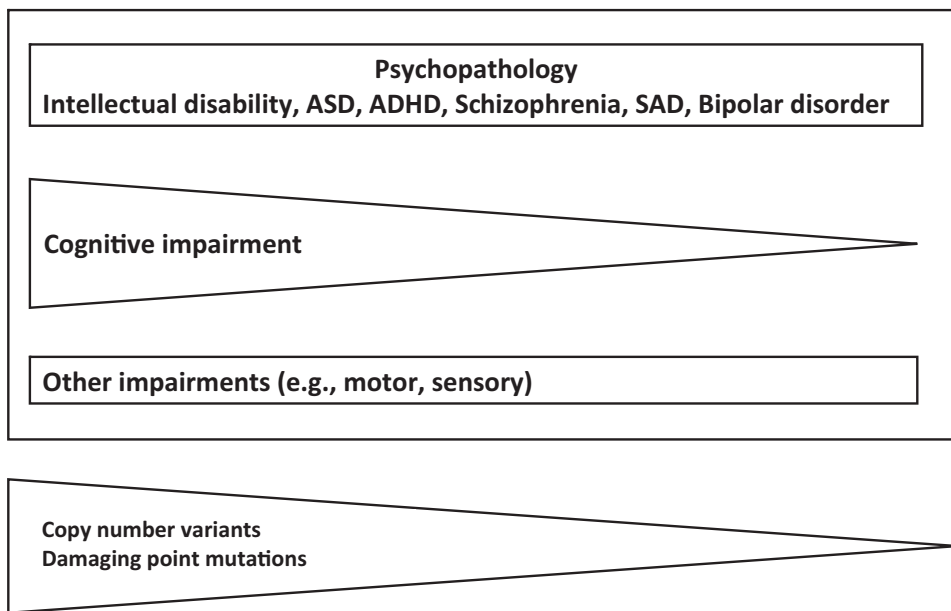 Psychopathology
Intellectual disability, ASD, ADHD, Schizophrenia, SAD, Bipolar disorder
Cognitive impairment
Other impairments (e.g., motor, sensory)
Copy number variants
Damaging point mutations